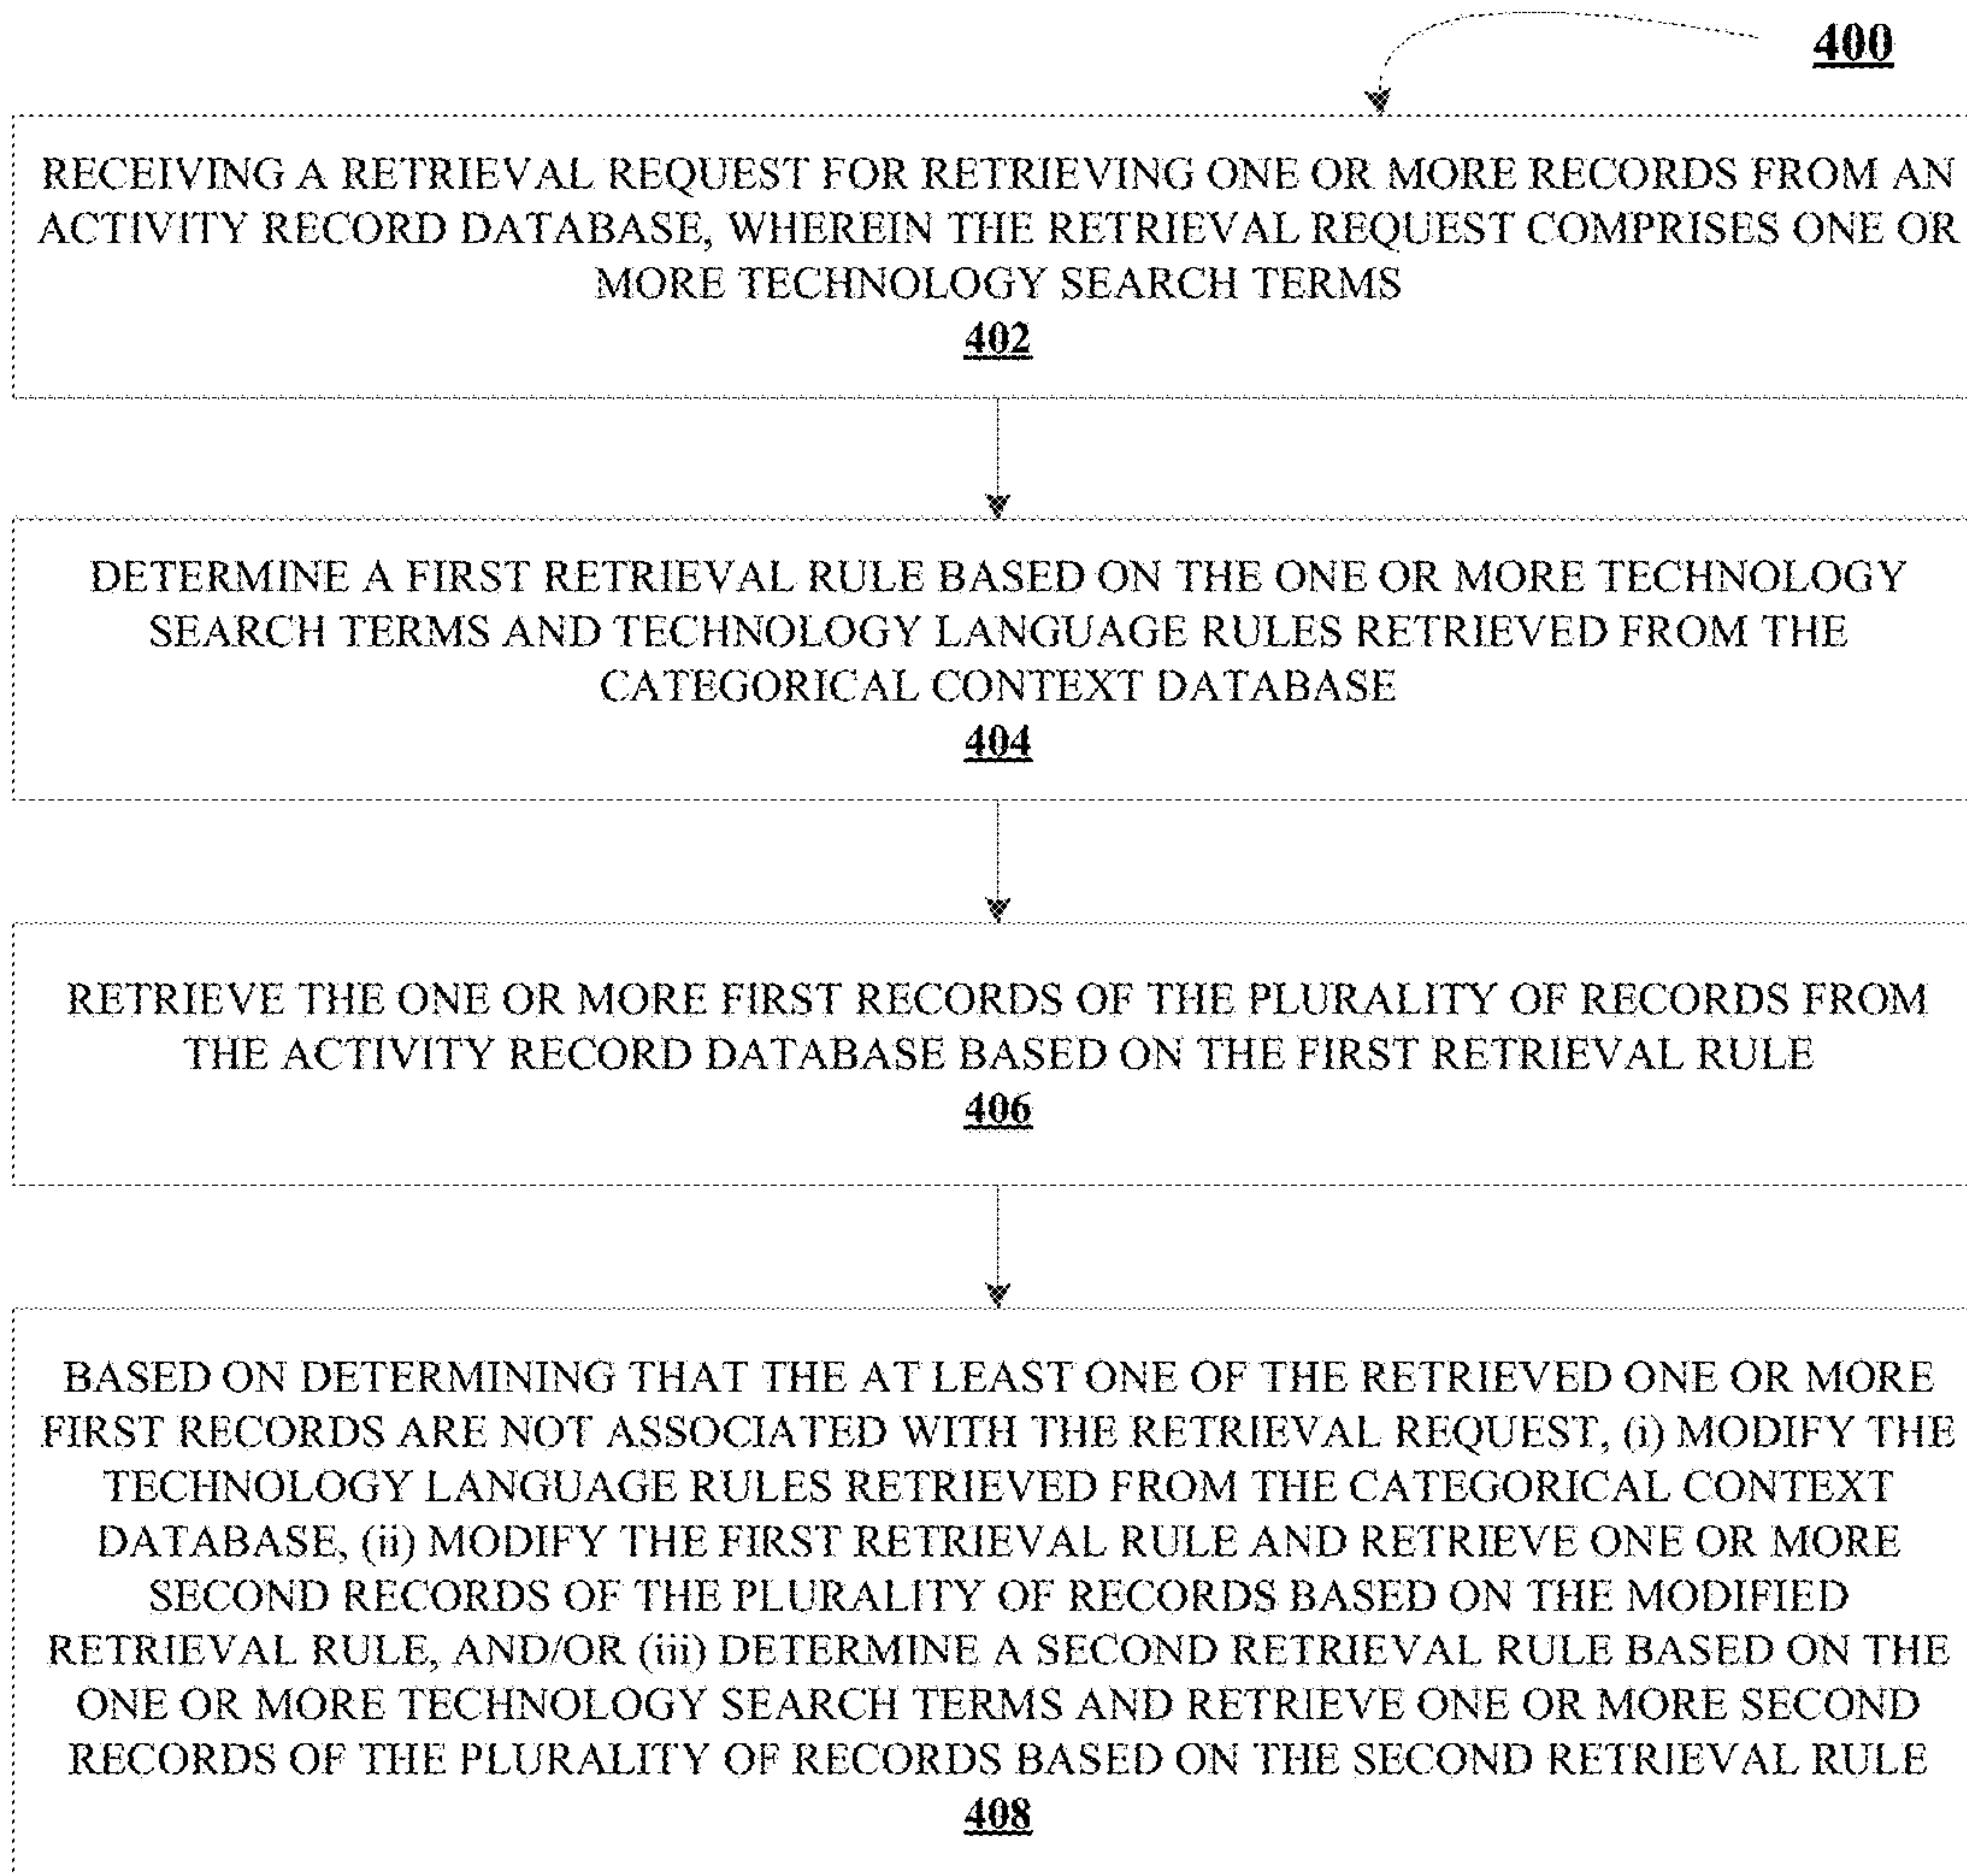 400
RECEIVING A RETRIEVAL REQUEST FOR RETRIEVING ONE OR MORE RECORDS FROM AN
ACTIVITY RECORD DATABASE, WHEREIN THE RETRIEVAL REQUEST COMPRISES ONE OR
MORE TECHNOLOGY SEARCH TERMS
402
DETERMINE A FIRST RETRIEVAL RULE BASED ON THE ONE OR MORE TECHNOLOGY
SEARCH TERMS AND TECHNOLOGY LANGUAGE RULES RETRIEVED FROM THE
CATEGORICAL CONTEXT DATABASE
404
RETRIEVE THE ONE OR MORE FIRST RECORDS OF THE PLURALITY OF RECORDS FROM
THE ACTIVITY RECORD DATABASE BASED ON THE FIRST RETRIEVAL RULE
406
BASED ON DETERMINING THAT THE AT LEAST ONE OF THE RETRIEVED ONE OR MORE
FIRST RECORDS ARE NOT ASSOCIATED WITH THE RETRIEVAL REQUEST, (i) MODIFY THE
TECHNOLOGY LANGUAGE RULES RETRIEVED FROM THE CATEGORICAL CONTEXT
DATABASE, (ii) MODIFY THE FIRST RETRIEVAL RULE AND RETRIEVE ONE OR MORE
SECOND RECORDS OF THE PLURALITY OF RECORDS BASED ON THE MODIFIED
RETRIEVAL RULE, AND/OR (iii) DETERMINE A SECOND RETRIEVAL RULE BASED ON THE
ONE OR MORE TECHNOLOGY SEARCH TERMS AND RETRIEVE ONE OR MORE SECOND
RECORDS OF THE PLURALITY OF RECORDS BASED ON THE SECOND RETRIEVAL RULE
408